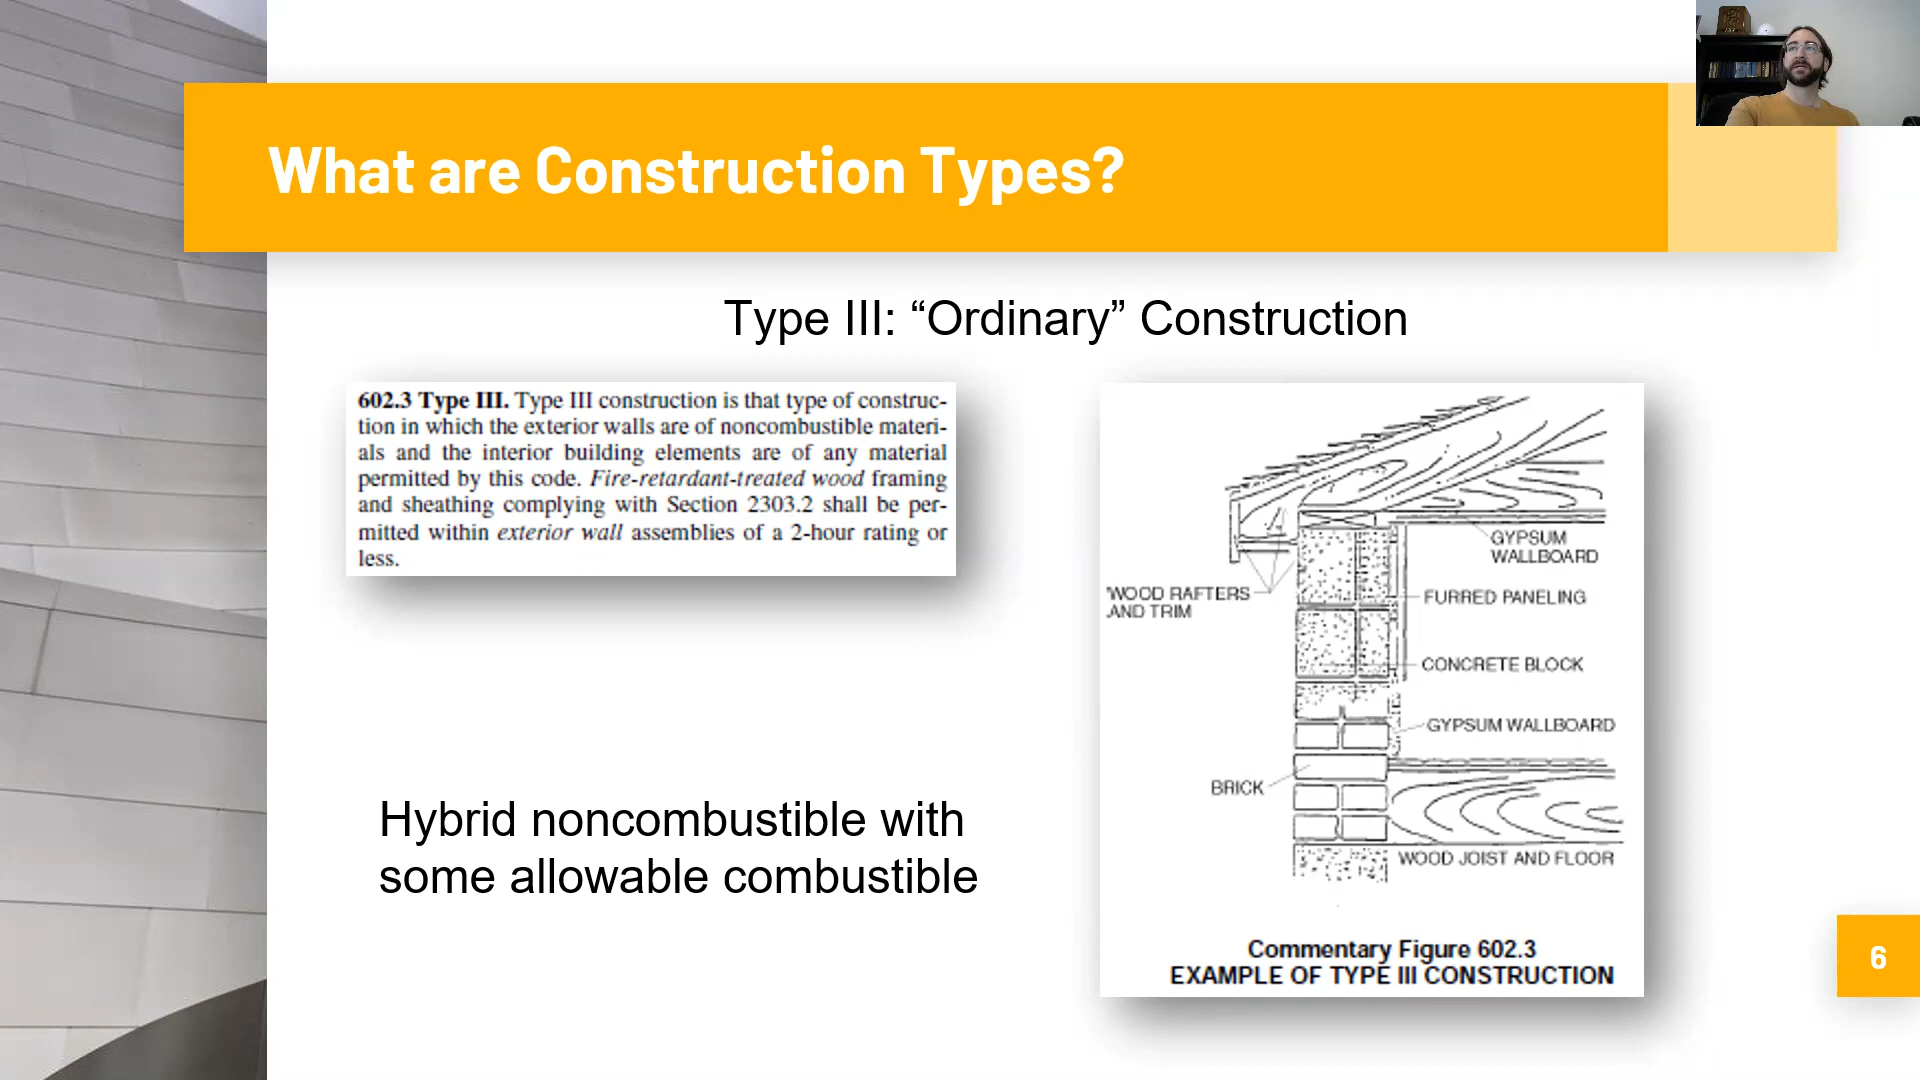 What are Construction Types?
Type III: “Ordinary” Construction
602.3 Type III. Type III construction is that type of construc-
tion in which the exterior walls are of noncombustible materi-
als and the interior building elements are of any material
permitted by this code. Fire-retardant-treated wood framing
and sheathing complying with Section 2303.2 shall be per-
mitted within exterior wall assemblies of a 2-hour rating or
less.
Hybrid noncombustible with
some allowable combustible
GYPSUM
WALLBOARD
WOOD RAFTERS
AND TRIM
FURRED PANELING
CONCRETE BLOCK
GYPSUM WALLBOARD
BRICK
WOOD JOIST AND FLOOR
Commentary Figure 602.3
EXAMPLE OF TYPE III CONSTRUCTION
6